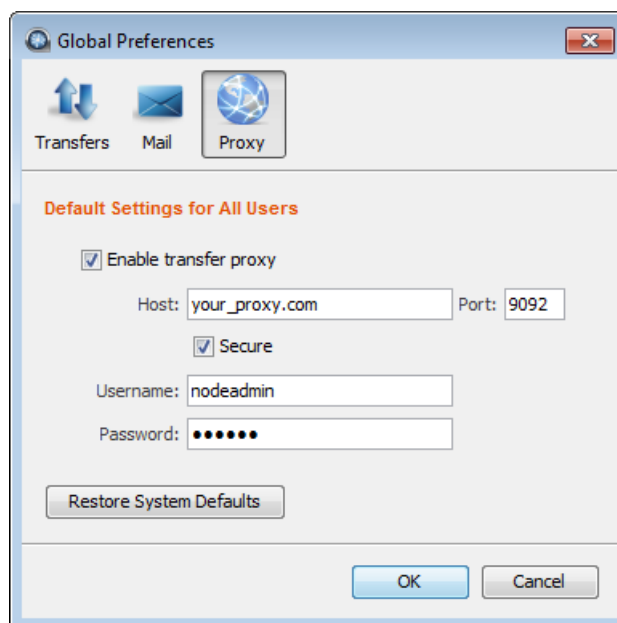 Global Preferences
Transfers Mail Proxy
Default Settings for All Users
Enable transfer proxy
Host: your_proxy.com Port: 9092
Secure
Username: nodeadmin
Password: ••••••
Restore System Defaults
OK Cancel